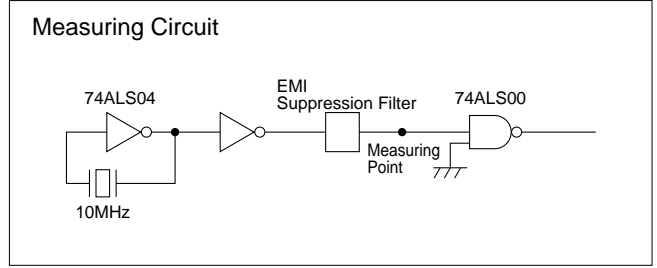 Measuring Circuit
74ALS04
EMI
Suppression Filter
74ALS00
Measuring
Point
10MHz